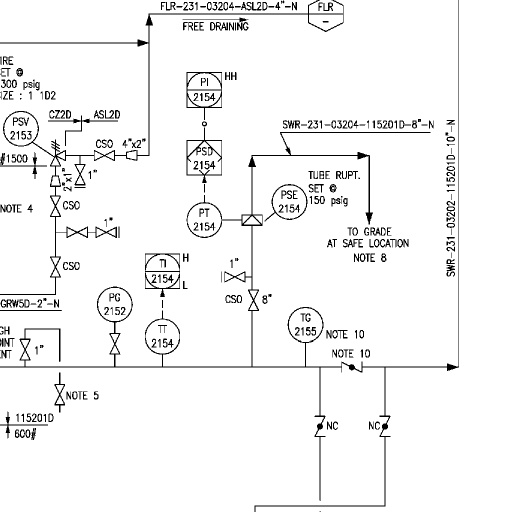 FLR-231-03204-ASL2D-4"-N
FLR
-
FREE DRAINING
IRE
SET @
300 psig
SIZE : 1 1D2
PI
2154
HH
CZ2D
ASL2D
PSV
2153
CSO
4"x2"
SWR-231-03204-115201D-8"-N
PSD
2154
#1500
2"x1"
1"
TUBE RUPT.
SET @
150 psig
PSE
2154
NOTE 4
CSO
PT
2154
1"
TO GRADE
AT SAFE LOCATION
NOTE 8
SWR-231-03202-115201D-10"-N
CSO
TI
2154
H
L
1"
CSO
8"
GRW5D-2"-N
PG
2152
TG
2155
NOTE 10
GH
OINT
ENT
1"
TT
2154
NOTE 10
NOTE 5
115201D
600#
NC
NC